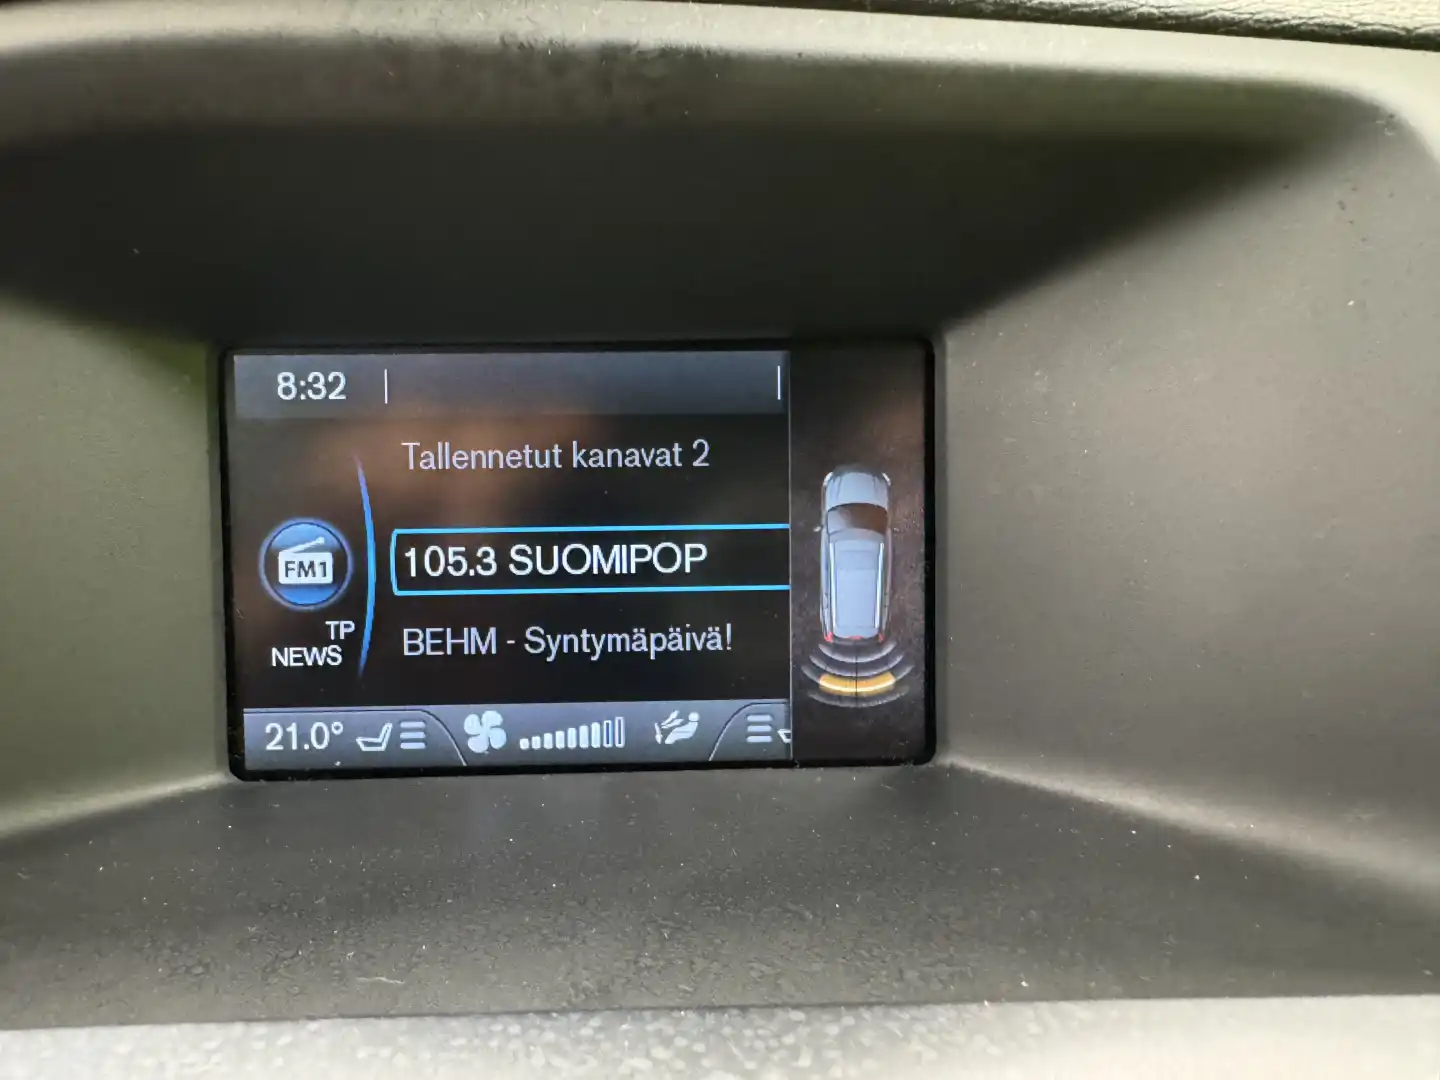 8:32
Tallennetut kanavat 2
FM1
105.3 SUOMIPOP
TP
NEWS
BEHM - Syntymäpäivä!
21.0°